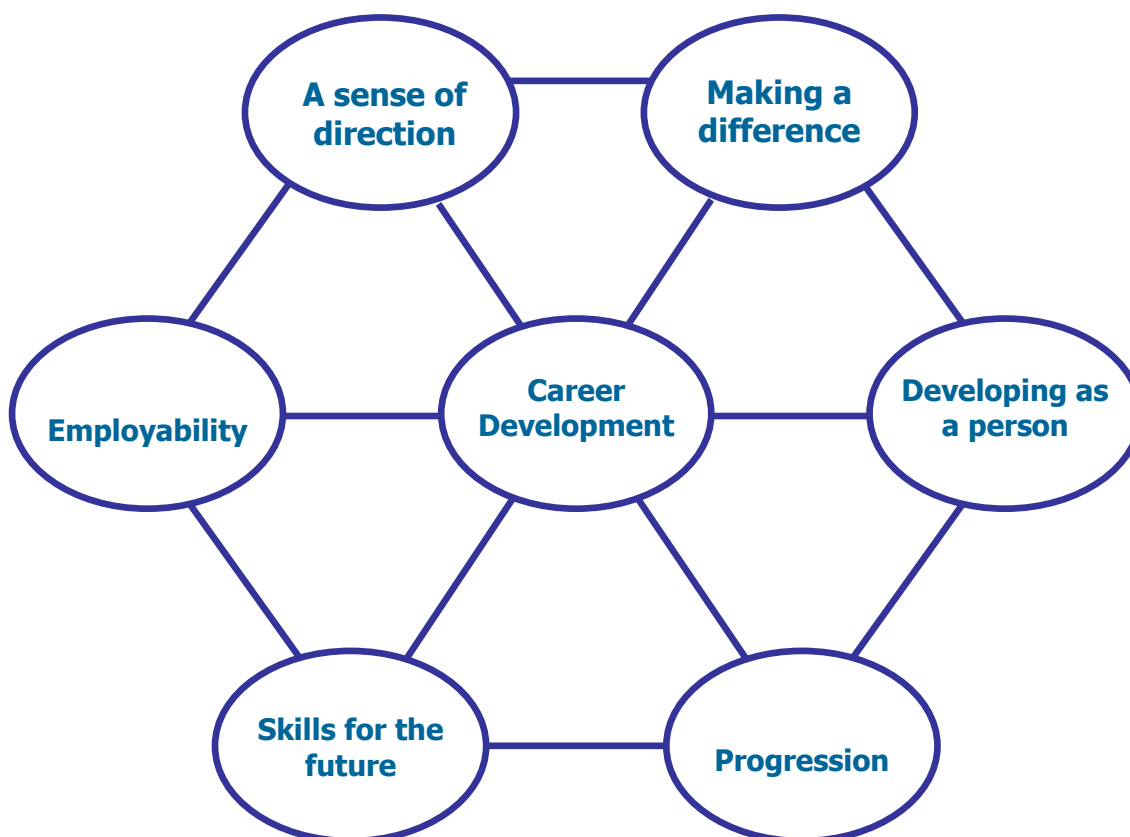 A sense of
direction
Making a
difference
Employability
Career
Development
Developing as
a person
Skills for the
future
Progression